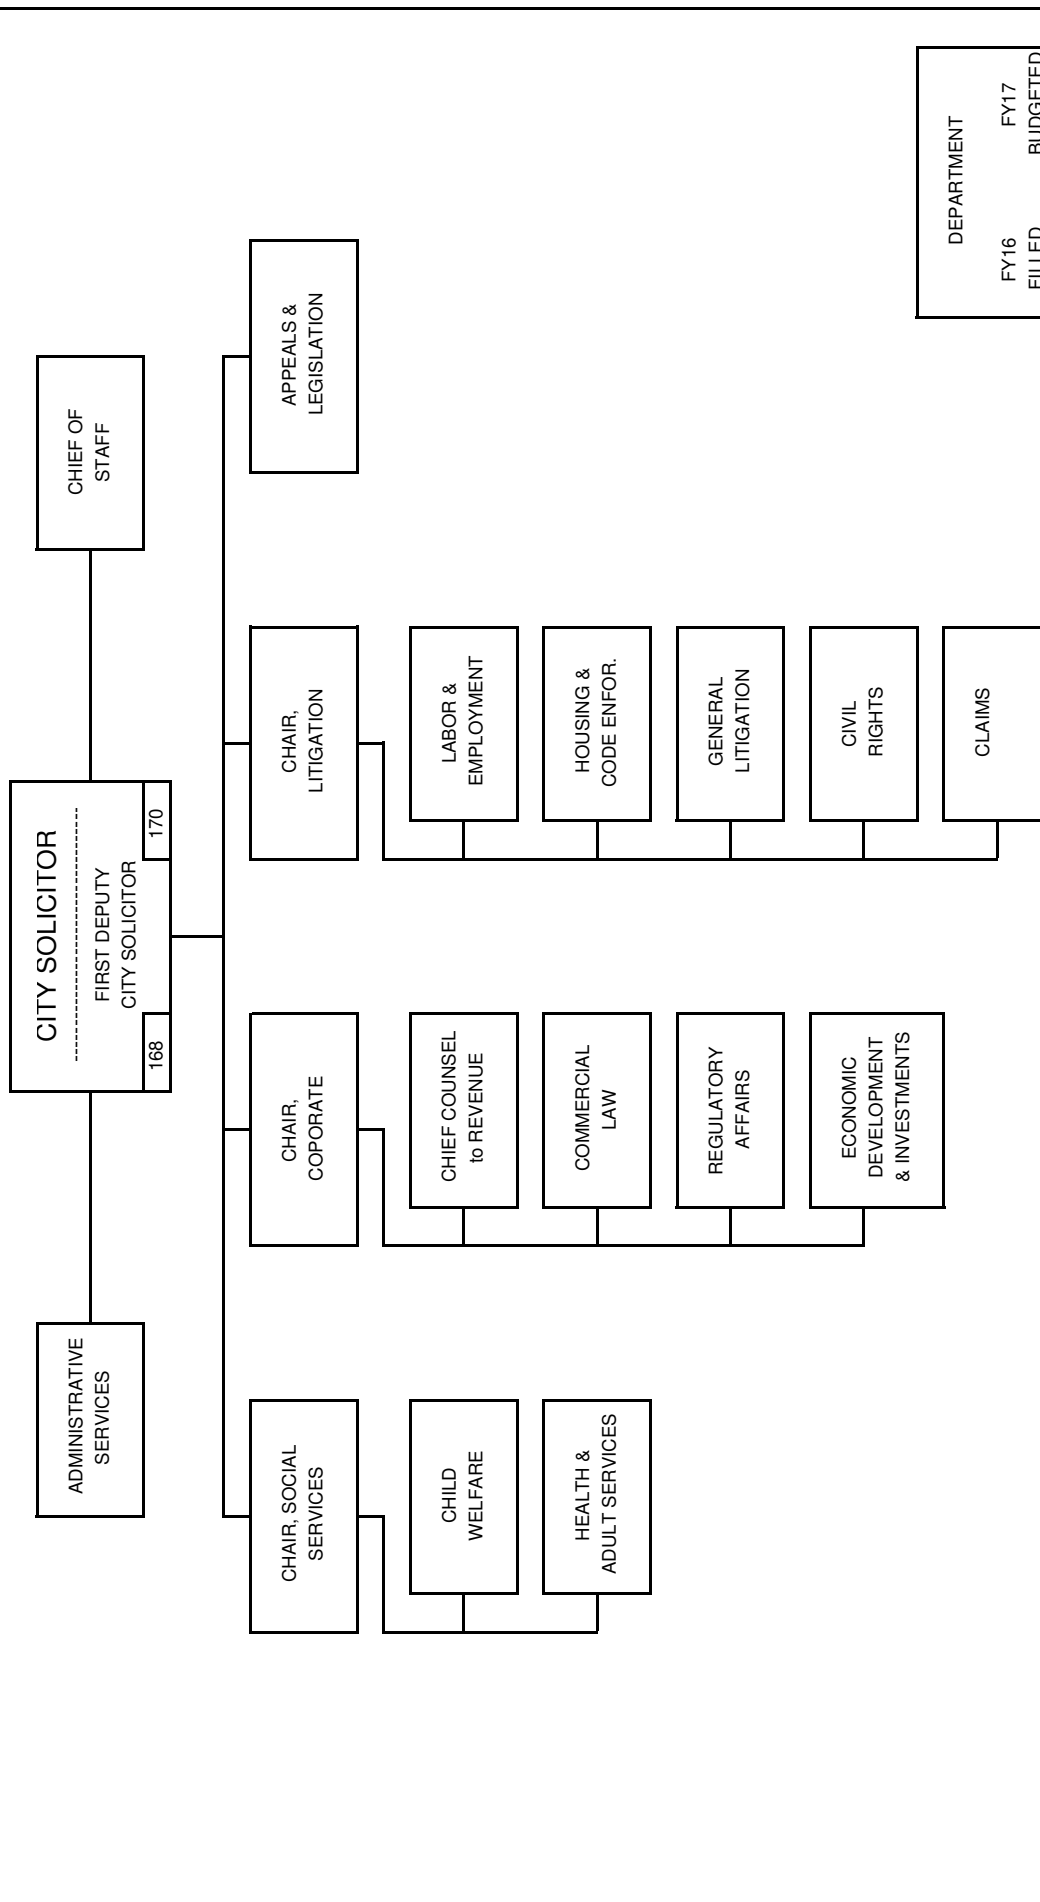 CITY SOLICITOR
FIRST DEPUTY
CITY SOLICITOR
168
170
ADMINISTRATIVE
SERVICES
CHIEF OF
STAFF
CHAIR, SOCIAL
SERVICES
CHAIR,
COPORATE
CHAIR,
LITIGATION
APPEALS &
LEGISLATION
CHILD
WELFARE
HEALTH &
ADULT SERVICES
CHIEF COUNSEL
to REVENUE
COMMERCIAL
LAW
REGULATORY
AFFAIRS
ECONOMIC
DEVELOPMENT
& INVESTMENTS
LABOR &
EMPLOYMENT
HOUSING &
CODE ENFOR.
GENERAL
LITIGATION
CIVIL
RIGHTS
CLAIMS
DEPARTMENT
FY16 FY17
FILLED BUDGETED